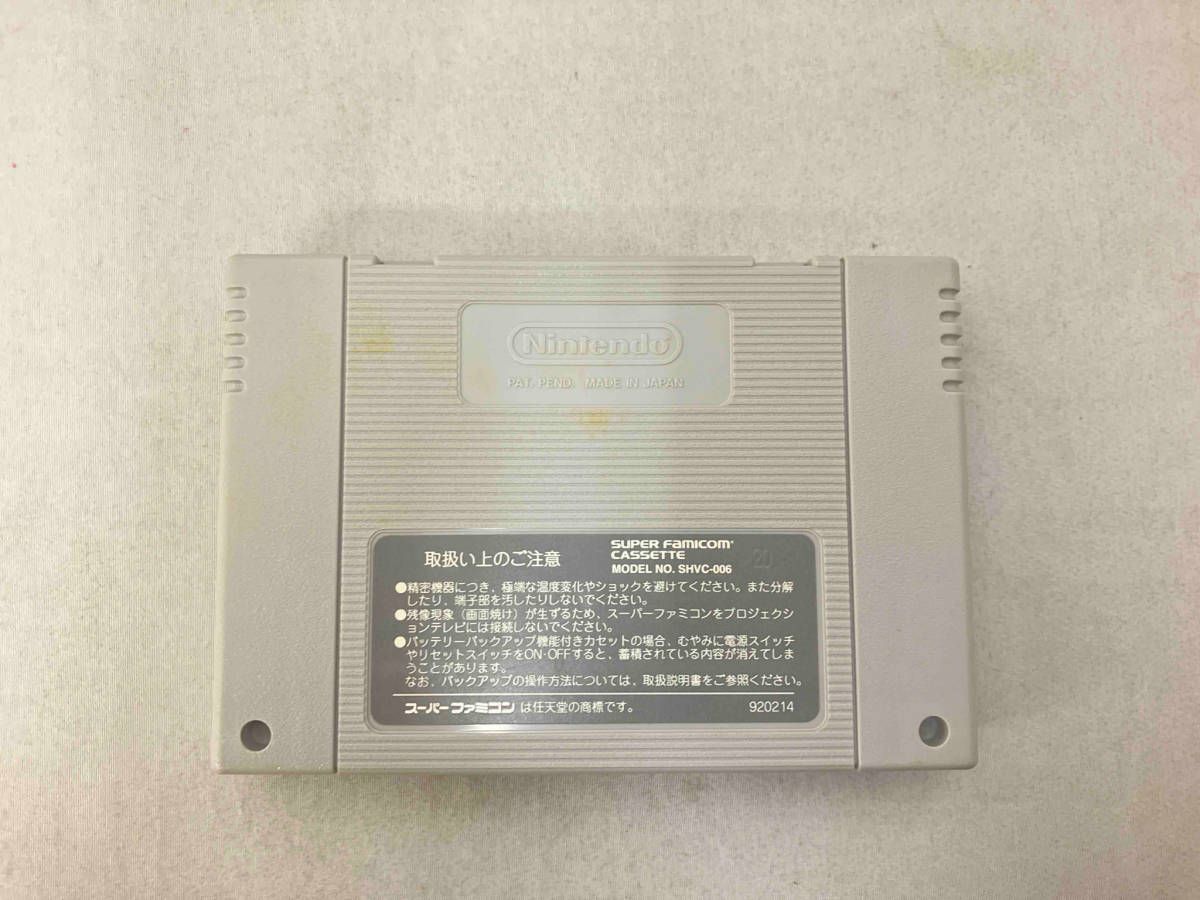 Nintendo
PAT. PEND. MADE IN JAPAN
取扱い上のご注意
SUPER FAMICOM
CASSETTE
MODEL NO. SHVC-006
20
●精密機器につき、極端な温度変化やショックを避けてください。また分解
したり、端子部を汚したりしないでください。
●残像現象（画面焼け）が生ずるため、スーパーファミコンをプロジェクシ
ョンテレビには接続しないでください。
●バッテリーバックアップ機能付きカセットの場合、むやみに電源スイッチ
やリセットスイッチをON・OFFすると、蓄積されている内容が消えてしま
うことがあります。
なお、バックアップの操作方法については、取扱説明書をご参照ください。
スーパーファミコンは任天堂の商標です。 920214